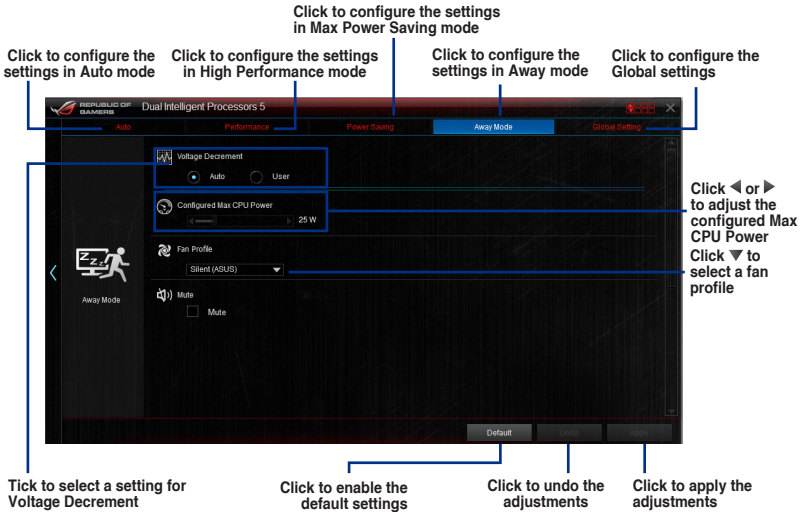 Click to configure the settings
in Max Power Saving mode
Click to configure the
settings in Auto mode
Click to configure the settings
in High Performance mode
Click to configure the
settings in Away mode
Click to configure the
Global settings
REPUBLIC OF
GAMERS
Dual Intelligent Processors 5
Auto
Performance
Power Saving
Away Mode
Global Setting
Voltage Decrement
Auto
User
Configured Max CPU Power
25 W
Fan Profile
Silent (ASUS)
Mute
Mute
Zzz
Away Mode
Click ◀ or ▶
to adjust the
configured Max
CPU Power
Click ▼ to
select a fan
profile
Default
Undo
Apply
Tick to select a setting for
Voltage Decrement
Click to enable the
default settings
Click to undo the
adjustments
Click to apply the
adjustments